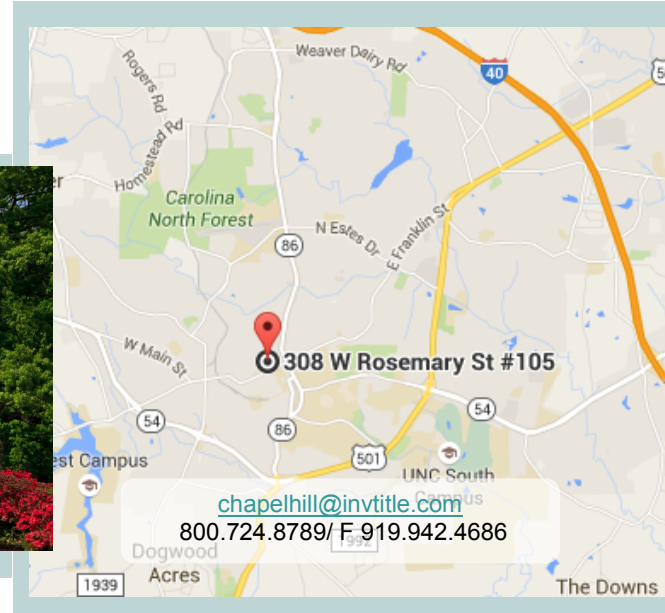 Weaver Dairy Rd
40
Rogers Rd
Homestead Rd
Carolina
North Forest
86
N Estes Dr
E Franklin St
W Main St
308 W Rosemary St #105
54
86
54
501
est Campus
UNC South
Campus
chapelhill@invtitle.com
800.724.8789/ F 919.942.4686
1992
Dogwood
Acres
1939
The Downs